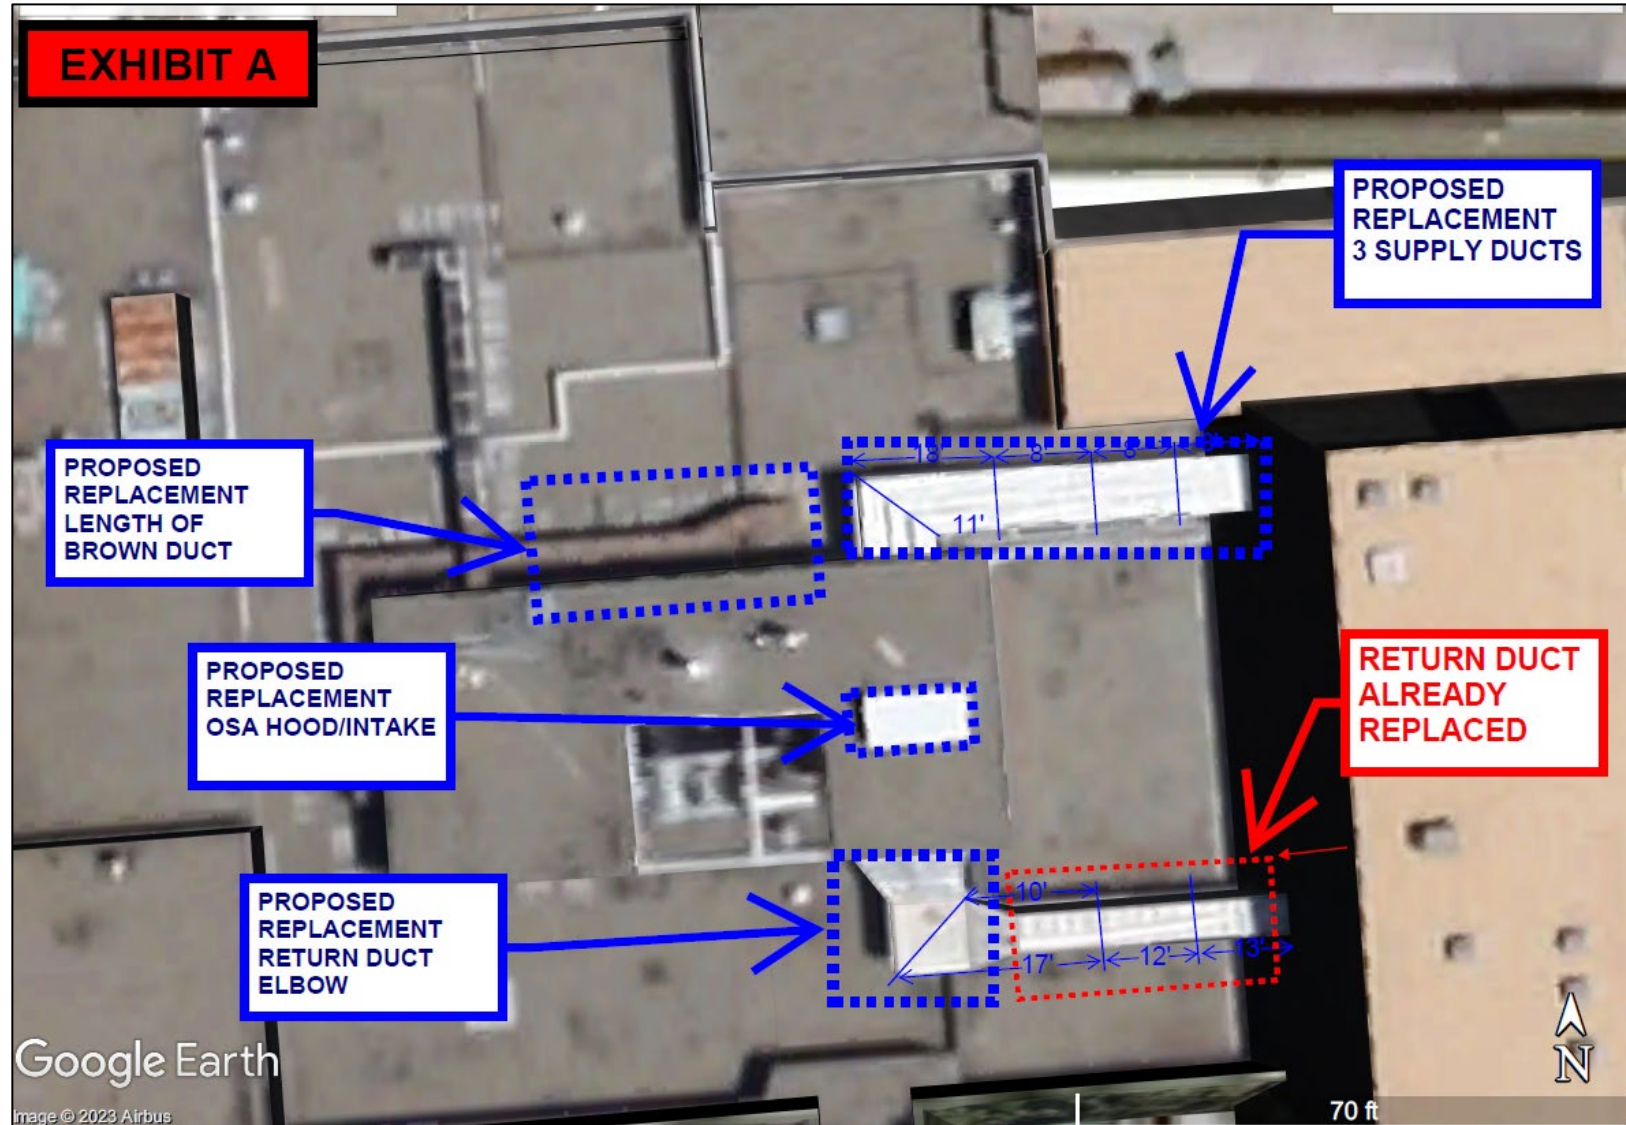 EXHIBIT A
PROPOSED
REPLACEMENT
3 SUPPLY DUCTS
18'
8'
8'
11'
PROPOSED
REPLACEMENT
LENGTH OF
BROWN DUCT
PROPOSED
REPLACEMENT
OSA HOOD/INTAKE
RETURN DUCT
ALREADY
REPLACED
PROPOSED
REPLACEMENT
RETURN DUCT
ELBOW
10'
17'
12'
13'
Google Earth
N
Image © 2023 Airbus
70 ft